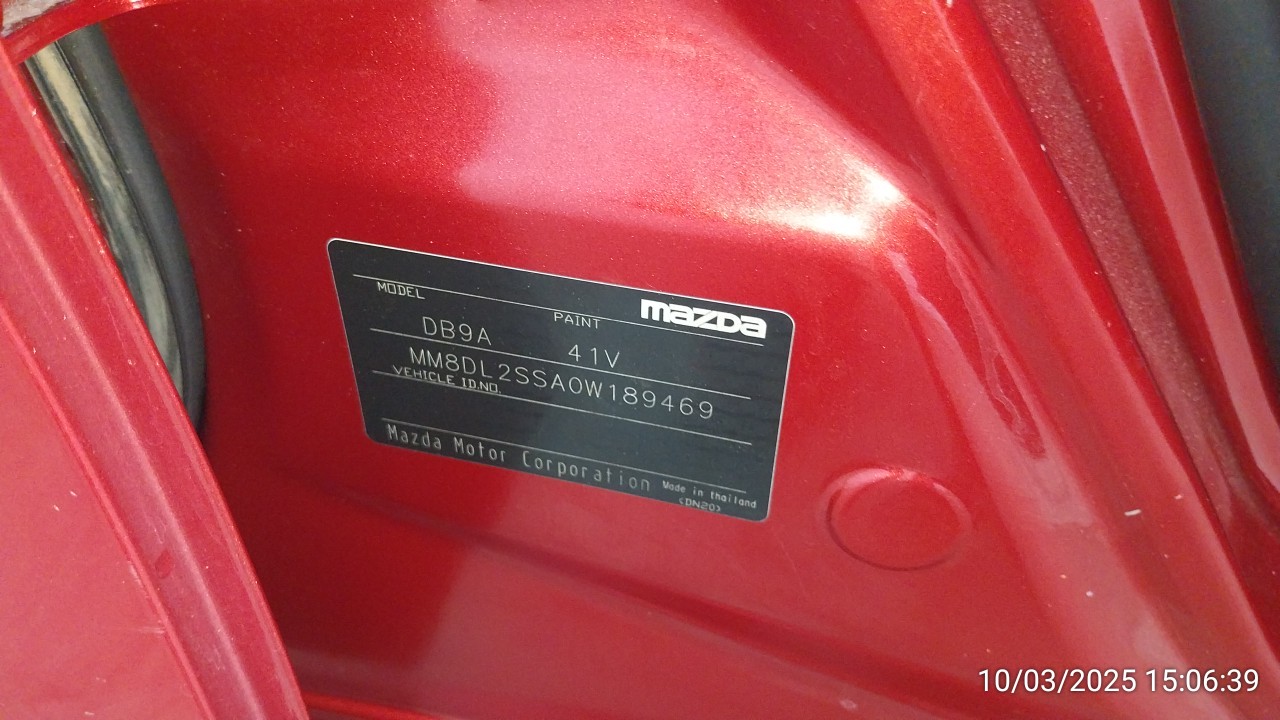 mazda
MODEL PAINT
DB9A 41V
MM8DL2SSA0W189469
VEHICLE ID.NO.
Mazda Motor Corporation Made in thailand
(DN20)
10/03/2025 15:06:39